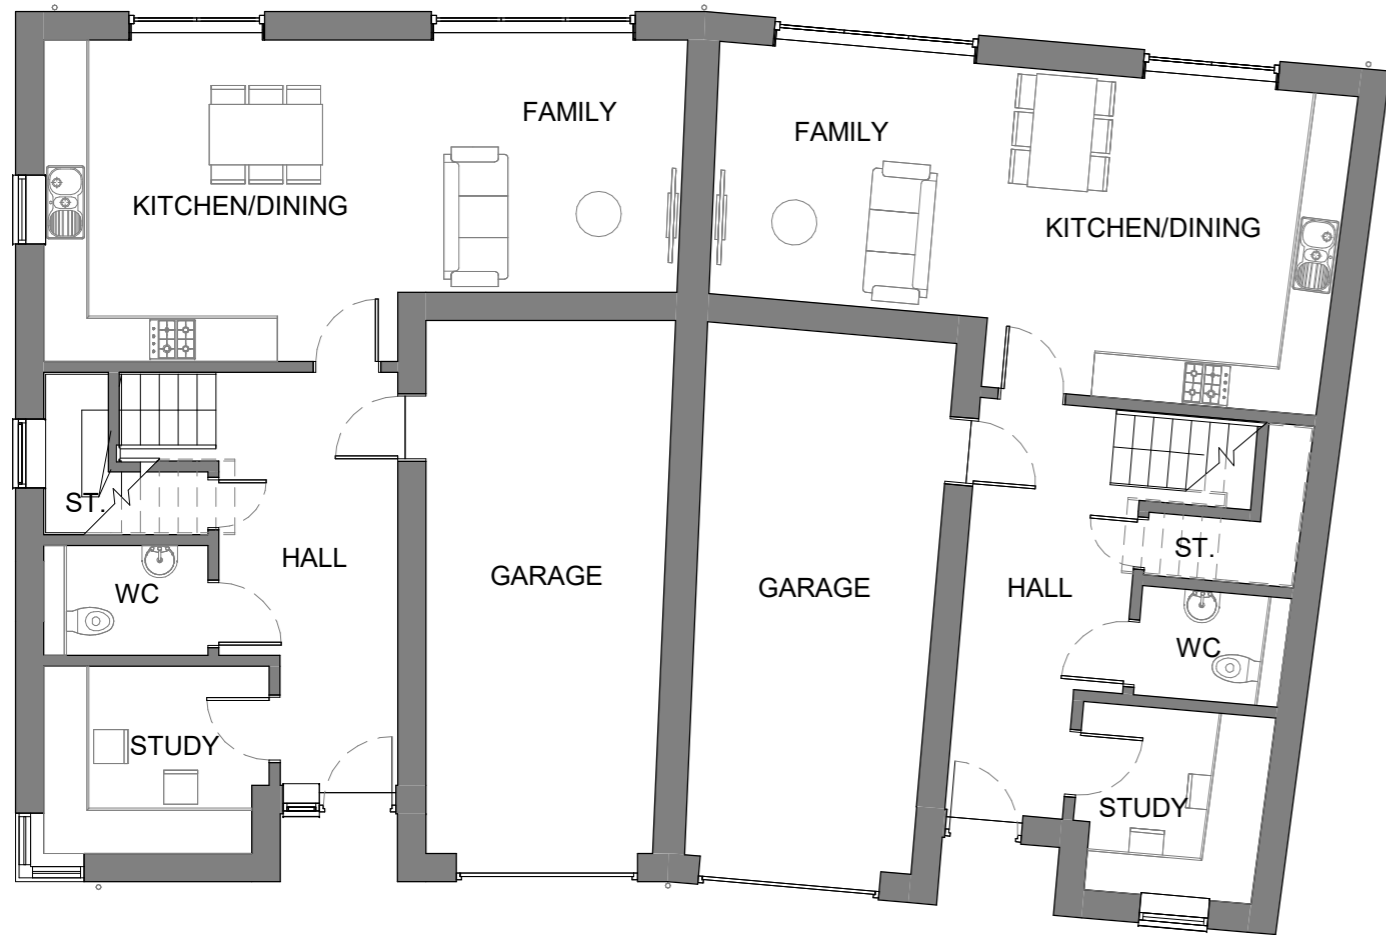 FAMILY
FAMILY
KITCHEN/DINING
KITCHEN/DINING
ST.
ST.
HALL
GARAGE
GARAGE
HALL
WC
WC
STUDY
STUDY